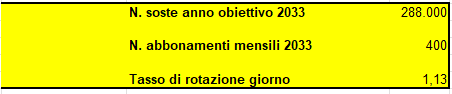 N. soste anno obiettivo 2033 288.000
N. abbonamenti mensili 2033 400
Tasso di rotazione giorno 1,13